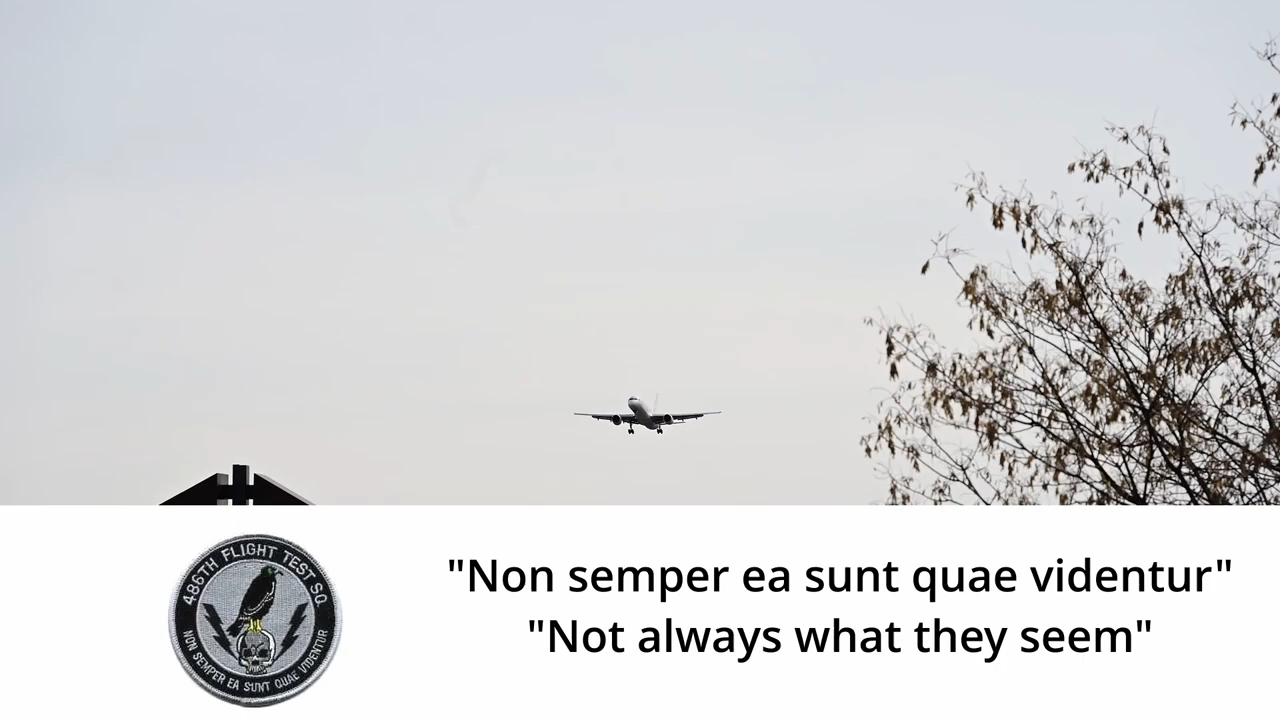 486TH FLIGHT TEST SQ.
NON SEMPER EA SUNT QUAE VIDENTUR
"Non semper ea sunt quae videntur"
"Not always what they seem"